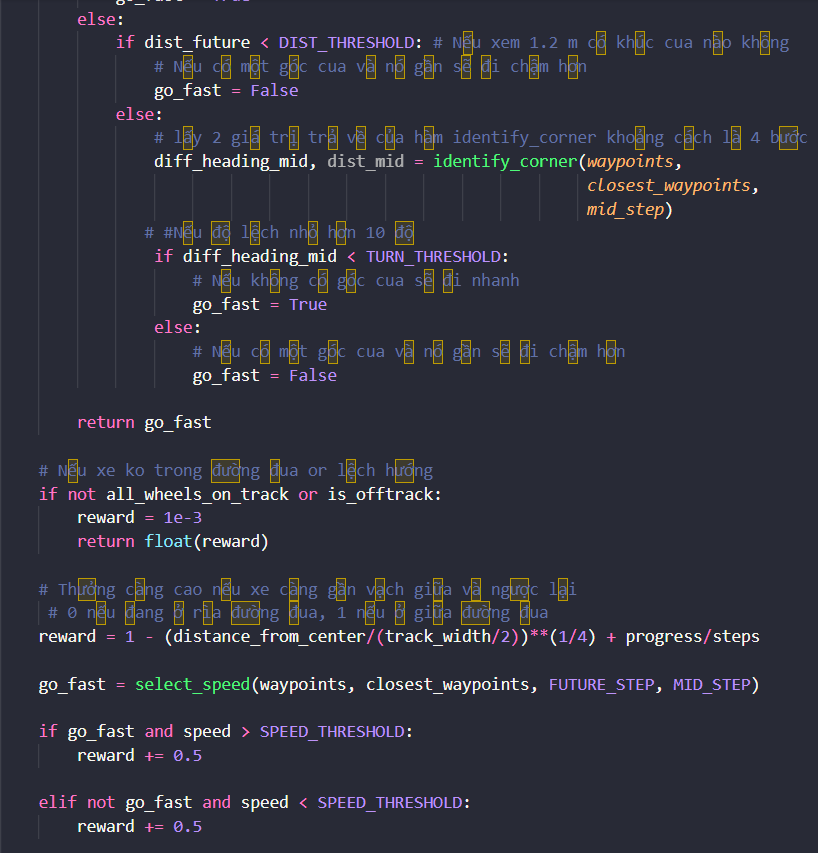 else:
if dist_future < DIST_THRESHOLD: # Nếu xem 1.2 m có khúc cua nào không
# Nếu có một góc cua và nó gần sẽ đi chậm hơn
go_fast = False
else:
# lấy 2 giá trị trả về của hàm identify_corner khoảng cách là 4 bước
diff_heading_mid, dist_mid = identify_corner(waypoints,
closest_waypoints,
mid_step)
# #Nếu độ lệch nhỏ hơn 10 độ
if diff_heading_mid < TURN_THRESHOLD:
# Nếu không có góc cua sẽ đi nhanh
go_fast = True
else:
# Nếu có một góc cua và nó gần sẽ đi chậm hơn
go_fast = False
return go_fast
# Nếu xe ko trong đường đua or lệch hướng
if not all_wheels_on_track or is_offtrack:
reward = 1e-3
return float(reward)
# Thưởng càng cao nếu xe càng gần vạch giữa và ngược lại
# 0 nếu đang ở rìa đường đua, 1 nếu ở giữa đường đua
reward = 1 - (distance_from_center/(track_width/2))**(1/4) + progress/steps
go_fast = select_speed(waypoints, closest_waypoints, FUTURE_STEP, MID_STEP)
if go_fast and speed > SPEED_THRESHOLD:
reward += 0.5
elif not go_fast and speed < SPEED_THRESHOLD:
reward += 0.5